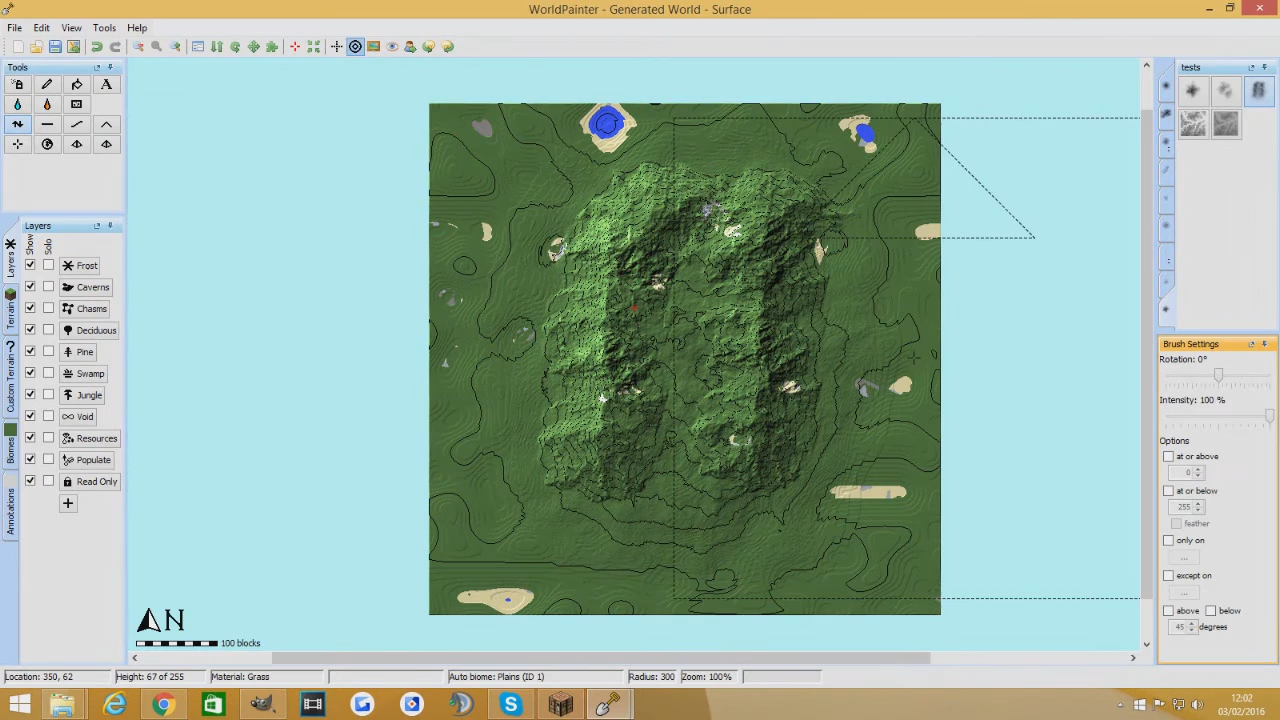 WorldPainter - Generated World - Surface
File Edit View Tools Help
Tools
A
Layers
Show
Solo
Frost
Caverns
Chasms
Deciduous
Pine
Swamp
Jungle
Void
Resources
Populate
Read Only
Layers
Terrain
Custom Terrain
Biomes
Annotations
N
100 blocks
tests
Brush Settings
Rotation: 0°
Intensity: 100 %
Options
at or above
0
at or below
255
feather
only on
...
except on
...
above below
45 degrees
Location: 350, 62 Height: 67 of 255 Material: Grass Auto biome: Plains (ID 1) Radius: 300 Zoom: 100%
12:02
03/02/2016